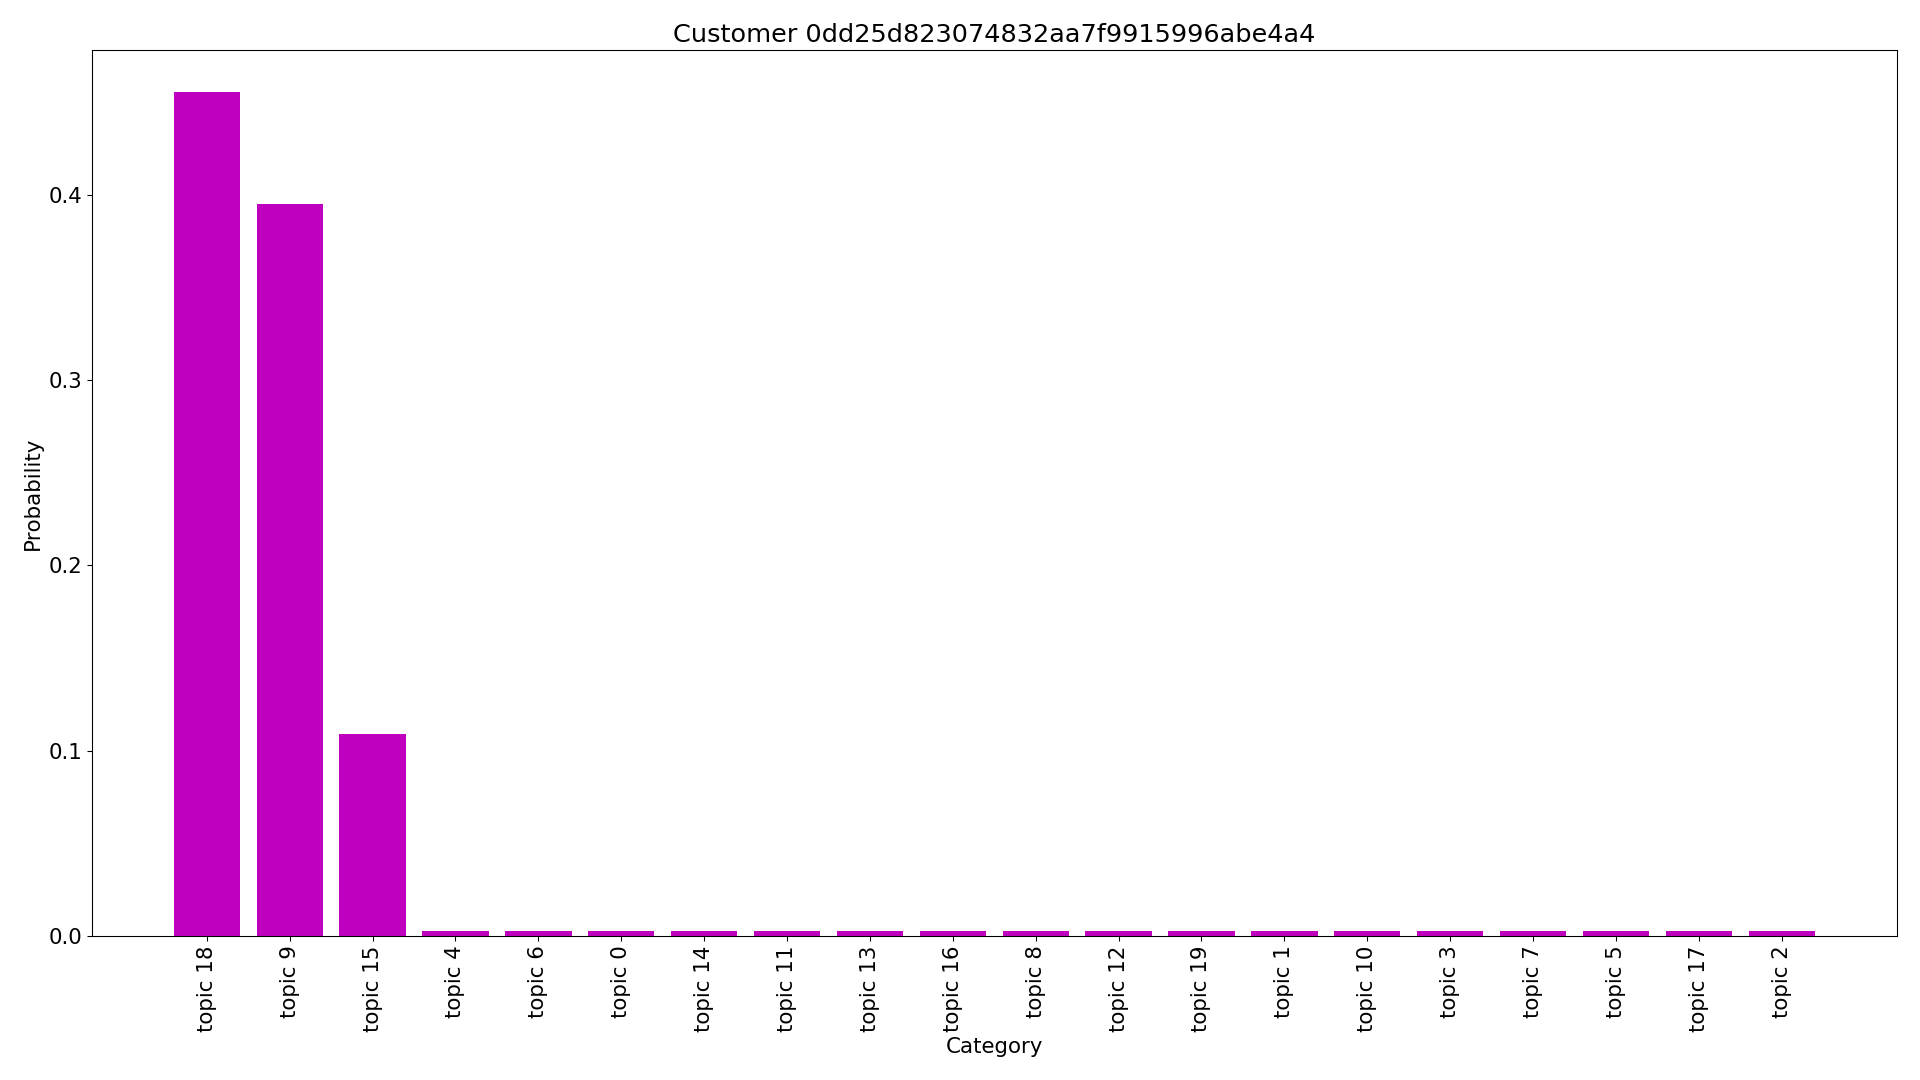 Customer 0dd25d823074832aa7f9915996abe4a4
Probability
0.4
0.3
0.2
0.1
0.0
topic 18
topic 9
topic 15
topic 4
topic 6
topic 0
topic 14
topic 11
topic 13
topic 16
topic 8
topic 12
topic 19
topic 1
topic 10
topic 3
topic 7
topic 5
topic 17
topic 2
Category